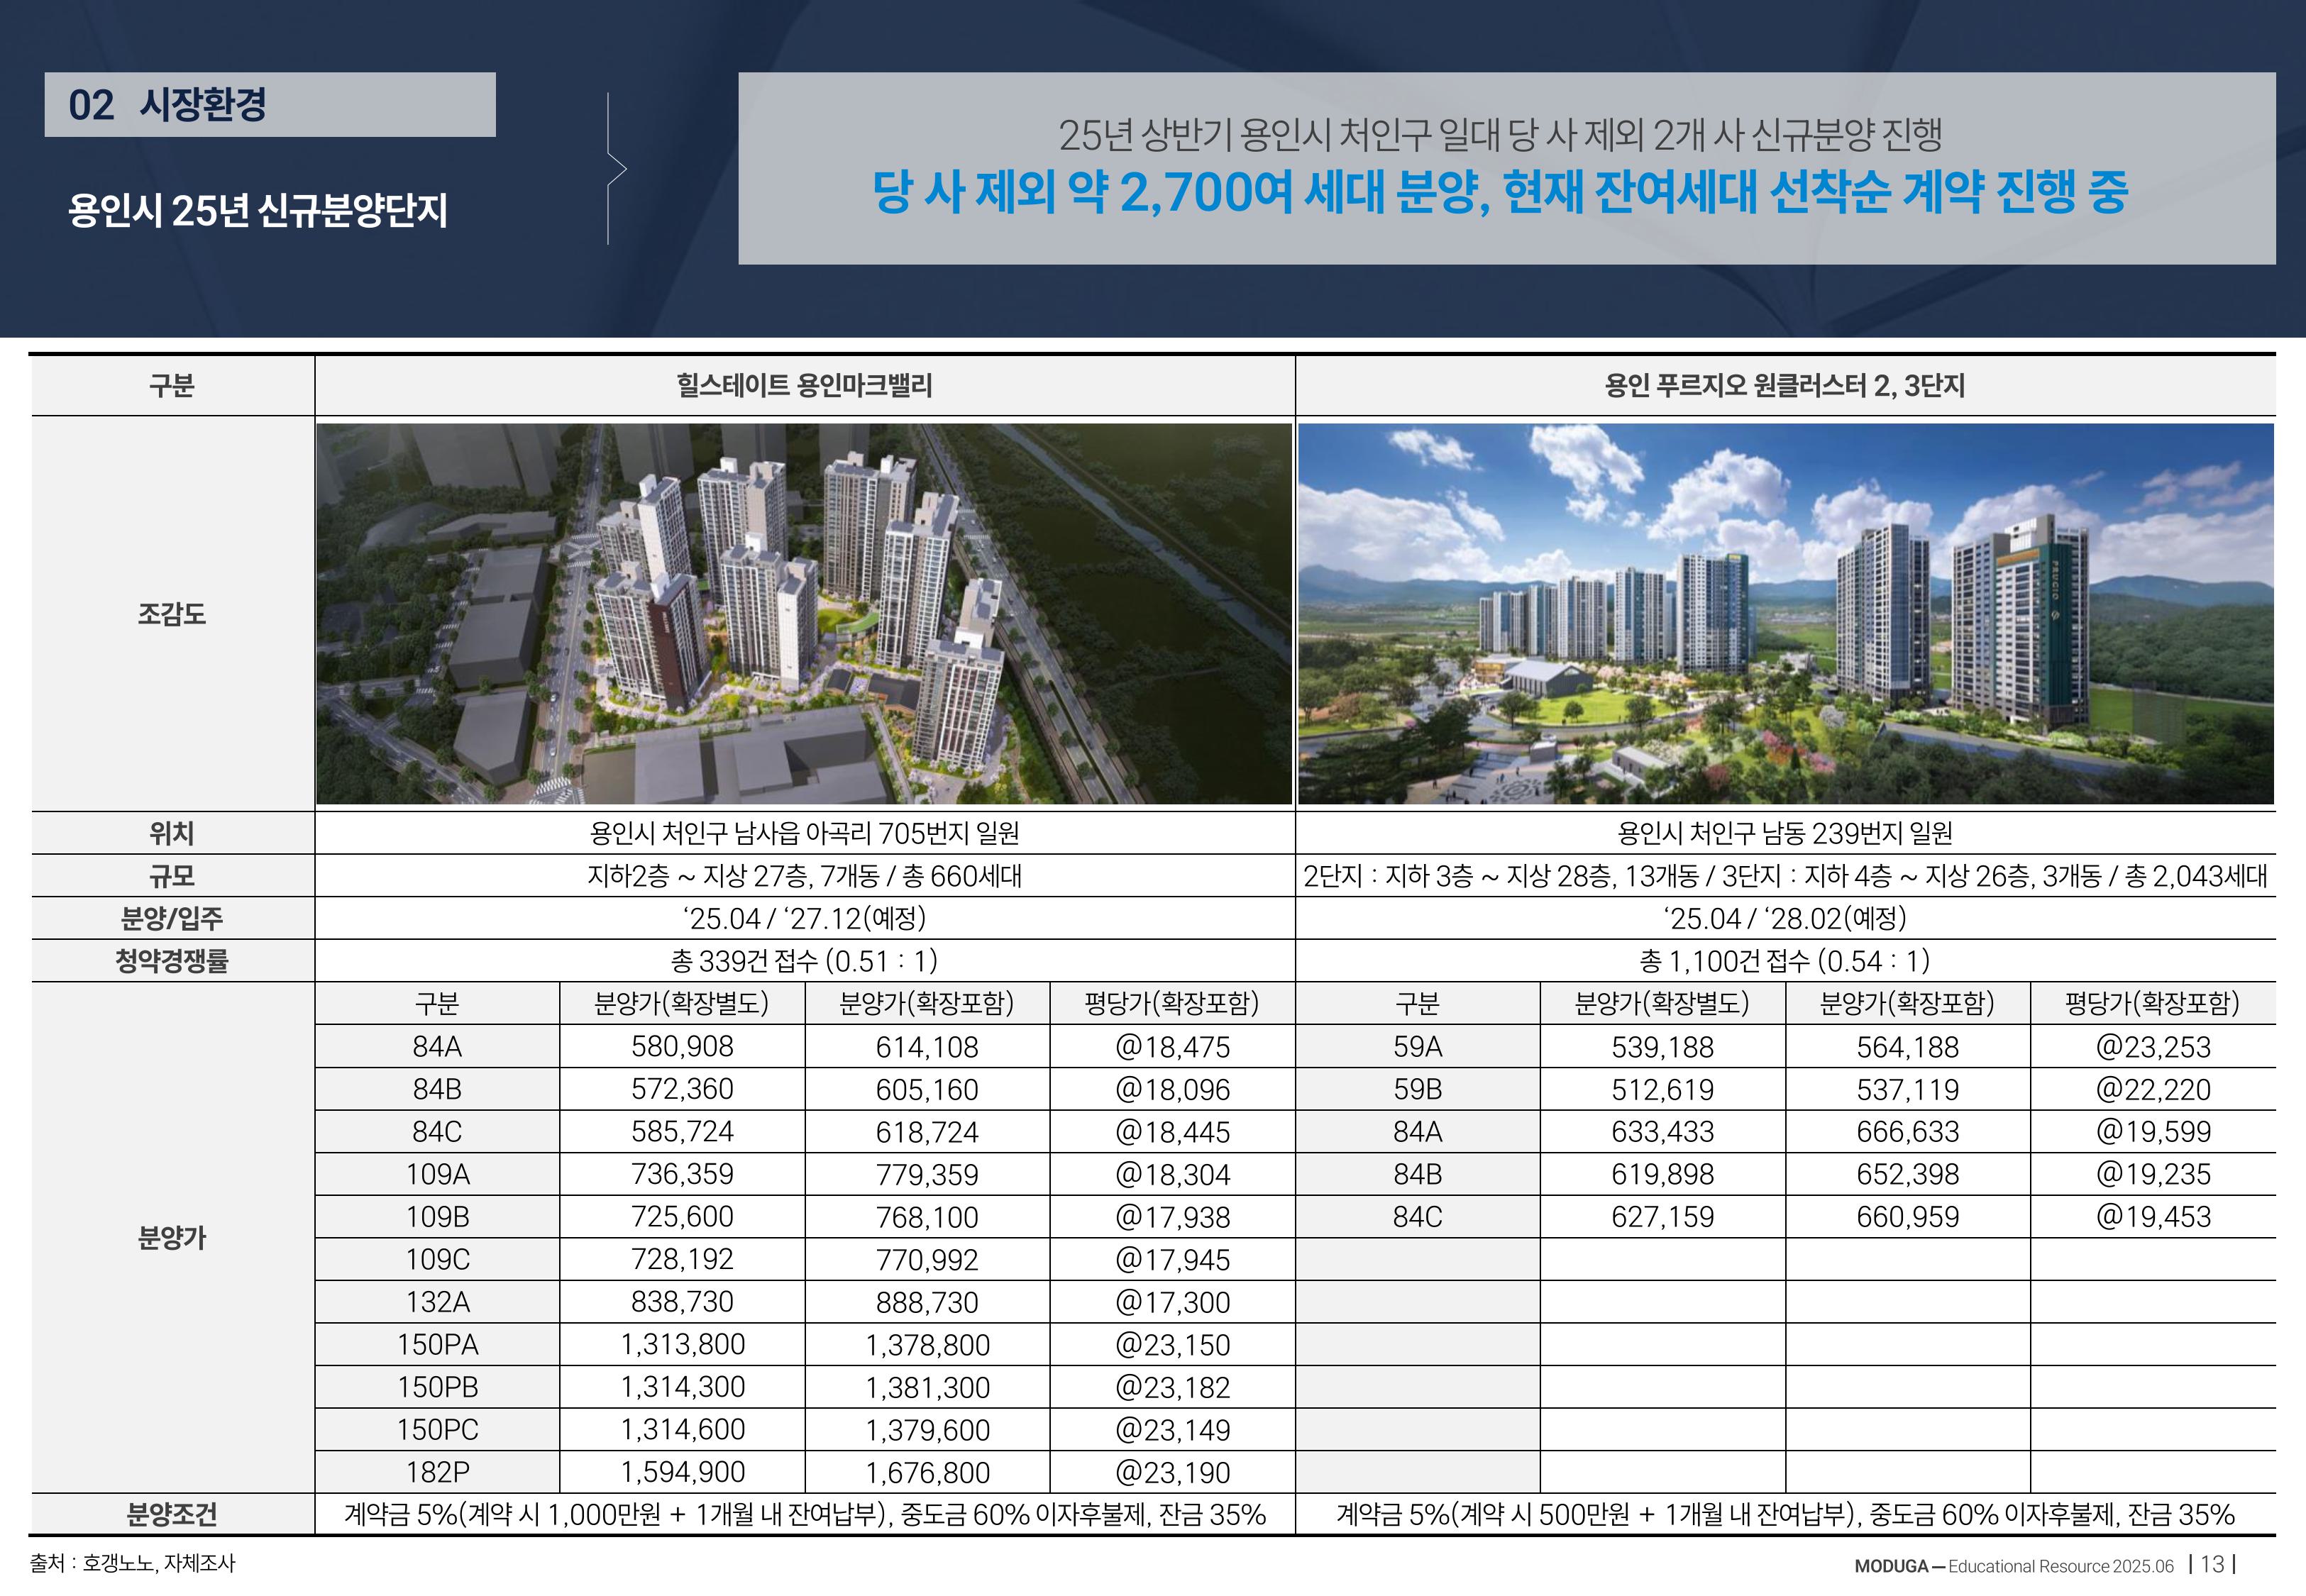 02 시장환경
용인시 25년 신규분양단지
25년 상반기 용인시 처인구 일대 당 사 제외 2개 사 신규분양 진행
당 사 제외 약 2,700여 세대 분양, 현재 잔여세대 선착순 계약 진행 중
구분 힐스테이트 용인마크밸리 용인 푸르지오 원클러스터 2, 3단지
조감도
위치 용인시 처인구 남사읍 아곡리 705번지 일원 용인시 처인구 남동 239번지 일원
규모 지하2층 ~ 지상 27층, 7개동 / 총 660세대 2단지 : 지하 3층 ~ 지상 28층, 13개동 / 3단지 : 지하 4층 ~ 지상 26층, 3개동 / 총 2,043세대
분양/입주 ‘25.04 / ‘27.12(예정) ‘25.04 / ‘28.02(예정)
청약경쟁률 총 339건 접수 (0.51 : 1) 총 1,100건 접수 (0.54 : 1)
분양가
구분 분양가(확장별도) 분양가(확장포함) 평당가(확장포함) 구분 분양가(확장별도) 분양가(확장포함) 평당가(확장포함)
84A 580,908 614,108 @18,475 59A 539,188 564,188 @23,253
84B 572,360 605,160 @18,096 59B 512,619 537,119 @22,220
84C 585,724 618,724 @18,445 84A 633,433 666,633 @19,599
109A 736,359 779,359 @18,304 84B 619,898 652,398 @19,235
109B 725,600 768,100 @17,938 84C 627,159 660,959 @19,453
109C 728,192 770,992 @17,945
132A 838,730 888,730 @17,300
150PA 1,313,800 1,378,800 @23,150
150PB 1,314,300 1,381,300 @23,182
150PC 1,314,600 1,379,600 @23,149
182P 1,594,900 1,676,800 @23,190
분양조건 계약금 5%(계약 시 1,000만원 + 1개월 내 잔여납부), 중도금 60% 이자후불제, 잔금 35% 계약금 5%(계약 시 500만원 + 1개월 내 잔여납부), 중도금 60% 이자후불제, 잔금 35%
출처 : 호갱노노, 자체조사
MODUGA — Educational Resource 2025.06 | 13 |